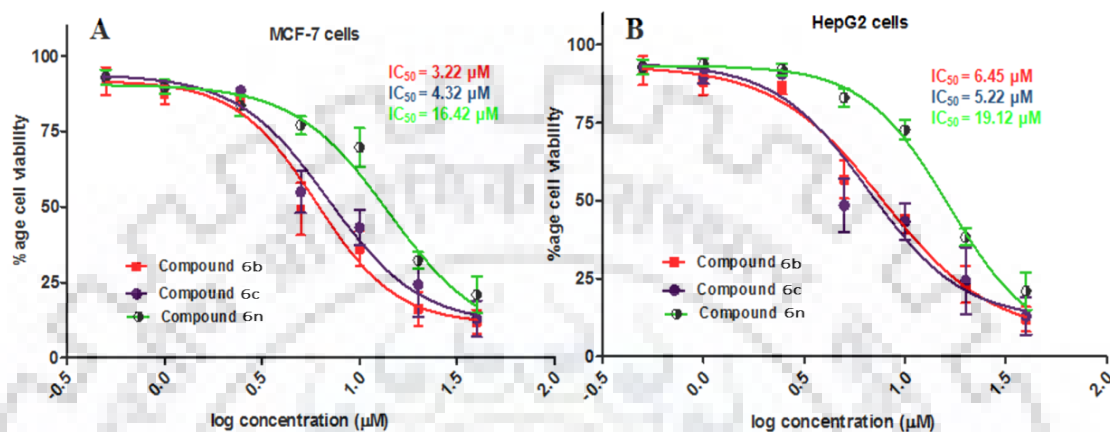 A
MCF-7 cells
IC50 = 3.22 µM
IC50 = 4.32 µM
IC50 = 16.42 µM
100
75
50
25
0
% age cell viability
Compound 6b
Compound 6c
Compound 6n
-0.5
0.0
0.5
1.0
1.5
2.0
log concentration (µM)
B
HepG2 cells
IC50 = 6.45 µM
IC50 = 5.22 µM
IC50 = 19.12 µM
100
75
50
25
0
%age cell viability
Compound 6b
Compound 6c
Compound 6n
-0.5
0.0
0.5
1.0
1.5
2.0
log concentration (µM)